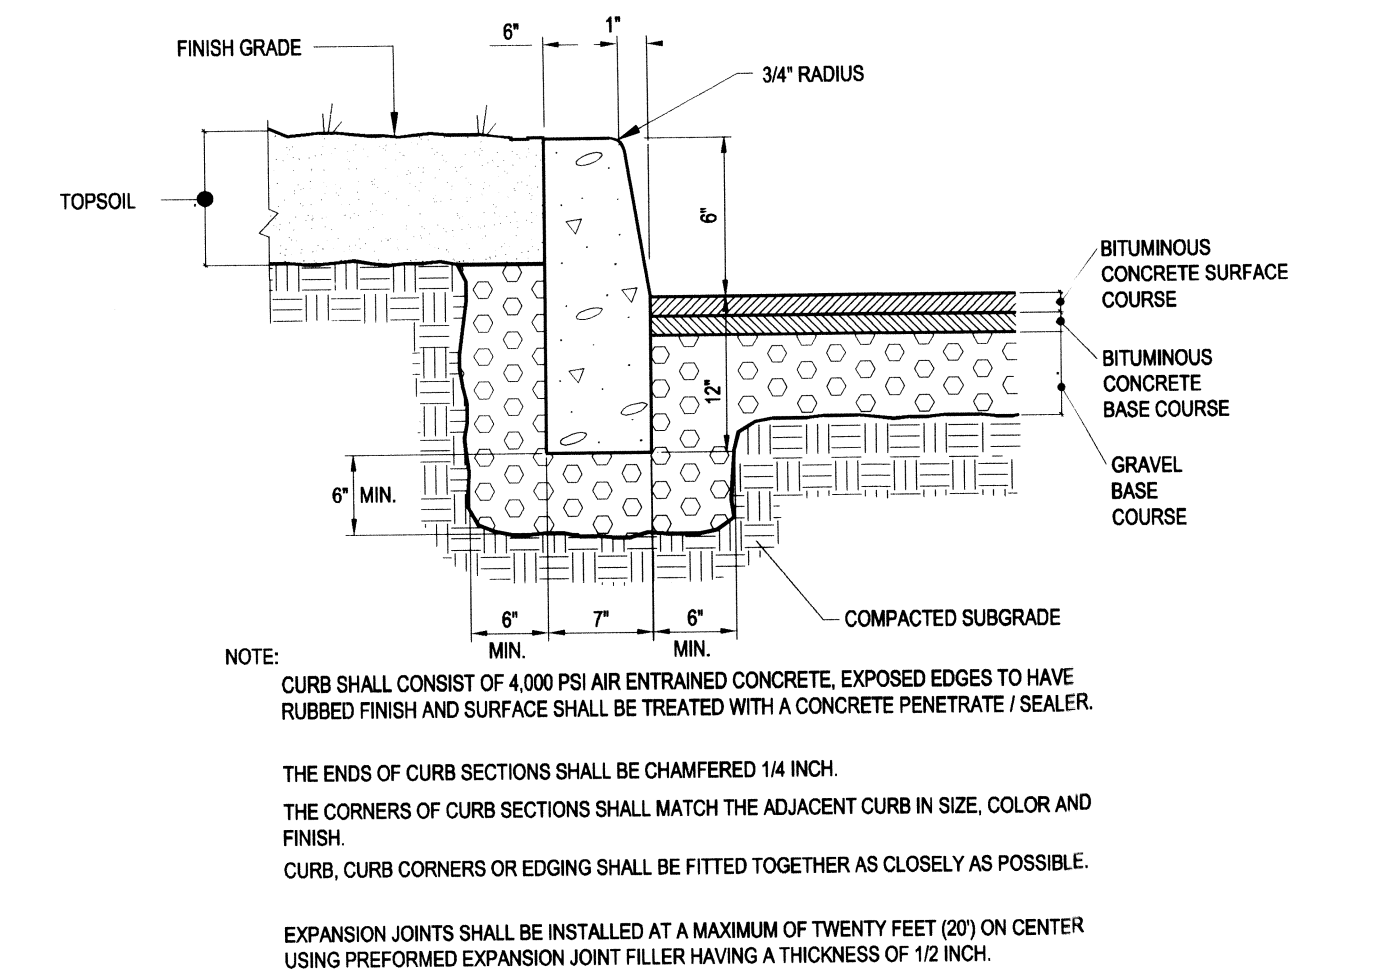 6"
1"
FINISH GRADE
3/4" RADIUS
TOPSOIL
6"
BITUMINOUS
CONCRETE SURFACE
COURSE
12"
BITUMINOUS
CONCRETE
BASE COURSE
GRAVEL
BASE
COURSE
6" MIN.
6"
MIN.
7"
6"
MIN.
COMPACTED SUBGRADE
NOTE:
CURB SHALL CONSIST OF 4,000 PSI AIR ENTRAINED CONCRETE, EXPOSED EDGES TO HAVE
RUBBED FINISH AND SURFACE SHALL BE TREATED WITH A CONCRETE PENETRATE / SEALER.
THE ENDS OF CURB SECTIONS SHALL BE CHAMFERED 1/4 INCH.
THE CORNERS OF CURB SECTIONS SHALL MATCH THE ADJACENT CURB IN SIZE, COLOR AND
FINISH.
CURB, CURB CORNERS OR EDGING SHALL BE FITTED TOGETHER AS CLOSELY AS POSSIBLE.
EXPANSION JOINTS SHALL BE INSTALLED AT A MAXIMUM OF TWENTY FEET (20') ON CENTER
USING PREFORMED EXPANSION JOINT FILLER HAVING A THICKNESS OF 1/2 INCH.